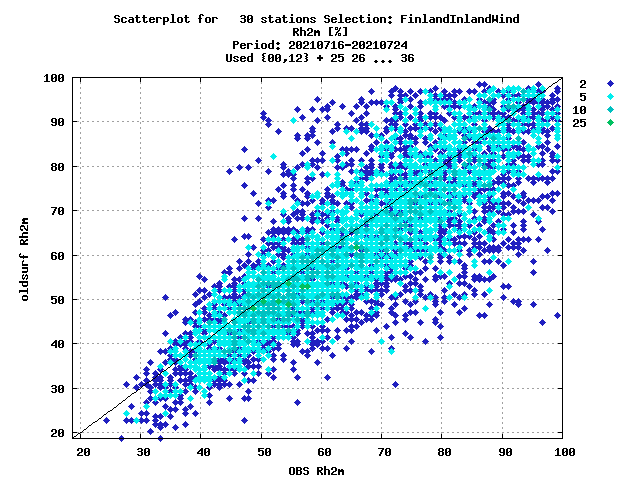 Scatterplot for   30 stations Selection: FinlandInlandWind
Rh2m [%]
Period: 20210716-20210724
Used {00,12} + 25 26 ... 36
2
5
10
25
oldsurf Rh2m
100
90
80
70
60
50
40
30
20
20 30 40 50 60 70 80 90 100
OBS Rh2m